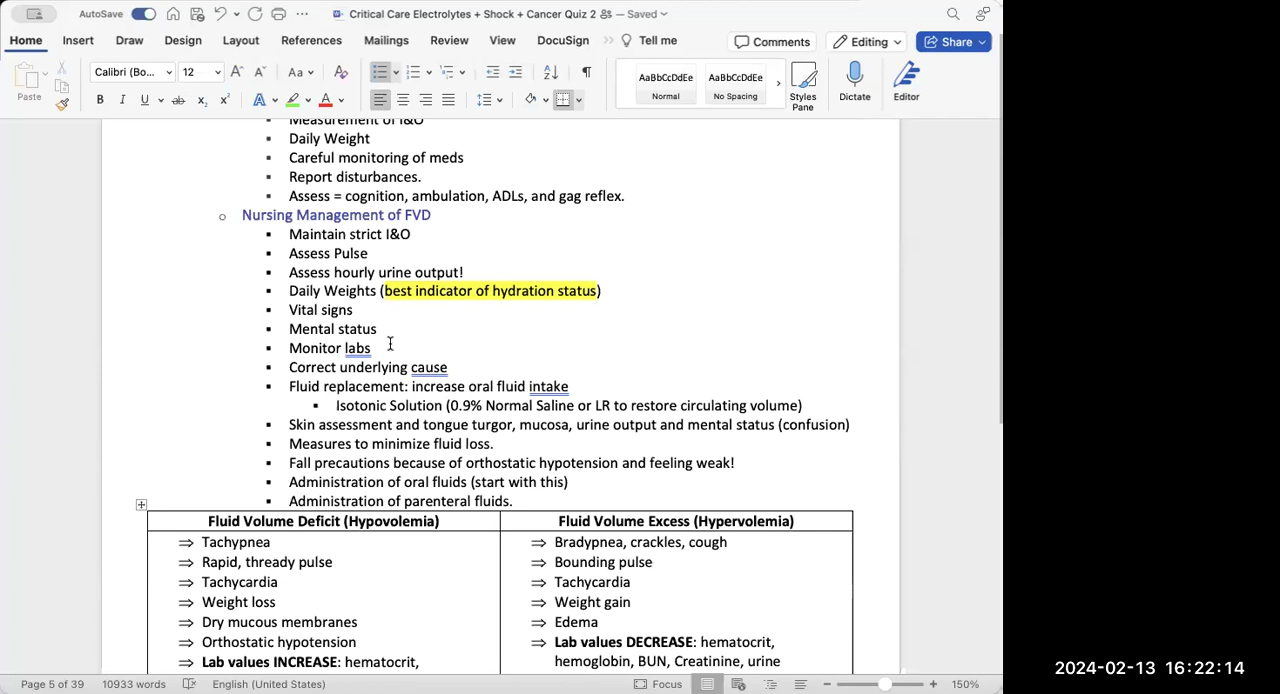 AutoSave
Critical Care Electrolytes + Shock + Cancer Quiz 2 — Saved
Home Insert Draw Design Layout References Mailings Review View DocuSign Tell me Comments Editing Share
Paste
Calibri (Bo... 12 A A Aa A
B I U ab x₂ x² A A
AaBbCcDdEe
Normal
AaBbCcDdEe
No Spacing
Styles
Pane
Dictate
Editor
Measurement of I&O
Daily Weight
Careful monitoring of meds
Report disturbances.
Assess = cognition, ambulation, ADLs, and gag reflex.
Nursing Management of FVD
Maintain strict I&O
Assess Pulse
Assess hourly urine output!
Daily Weights (best indicator of hydration status)
Vital signs
Mental status
Monitor labs
Correct underlying cause
Fluid replacement: increase oral fluid intake
Isotonic Solution (0.9% Normal Saline or LR to restore circulating volume)
Skin assessment and tongue turgor, mucosa, urine output and mental status (confusion)
Measures to minimize fluid loss.
Fall precautions because of orthostatic hypotension and feeling weak!
Administration of oral fluids (start with this)
Administration of parenteral fluids.
Fluid Volume Deficit (Hypovolemia)
⇒ Tachypnea
⇒ Rapid, thready pulse
⇒ Tachycardia
⇒ Weight loss
⇒ Dry mucous membranes
⇒ Orthostatic hypotension
⇒ Lab values INCREASE: hematocrit,
Fluid Volume Excess (Hypervolemia)
⇒ Bradypnea, crackles, cough
⇒ Bounding pulse
⇒ Tachycardia
⇒ Weight gain
⇒ Edema
⇒ Lab values DECREASE: hematocrit,
hemoglobin, BUN, Creatinine, urine
Page 5 of 39 10933 words English (United States) Focus 150%
2024-02-13 16:22:14